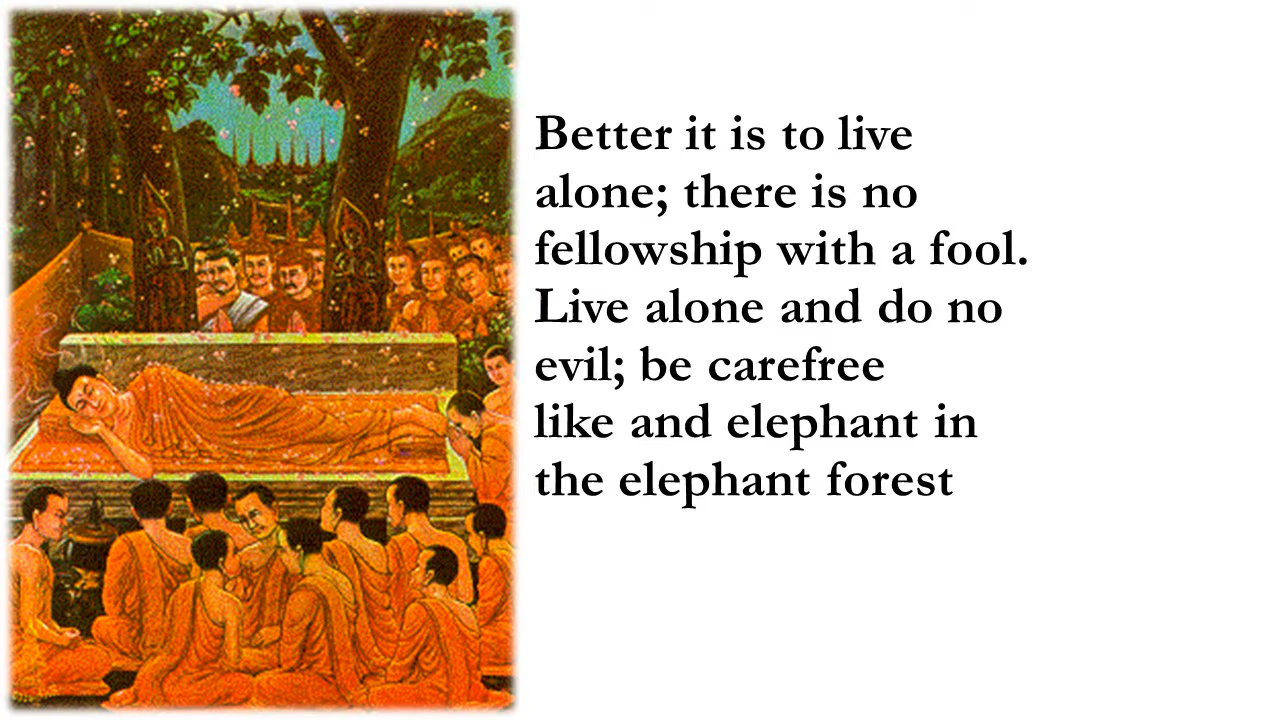 Better it is to live
alone; there is no
fellowship with a fool.
Live alone and do no
evil; be carefree
like and elephant in
the elephant forest